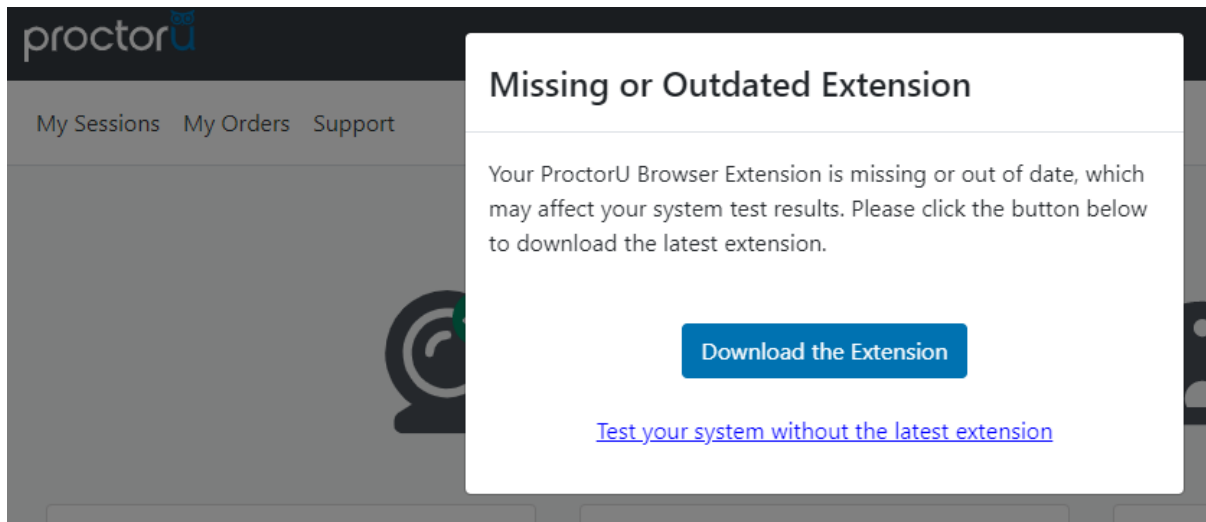 proctorü
My Sessions My Orders Support
Missing or Outdated Extension
Your ProctorU Browser Extension is missing or out of date, which
may affect your system test results. Please click the button below
to download the latest extension.
Download the Extension
Test your system without the latest extension